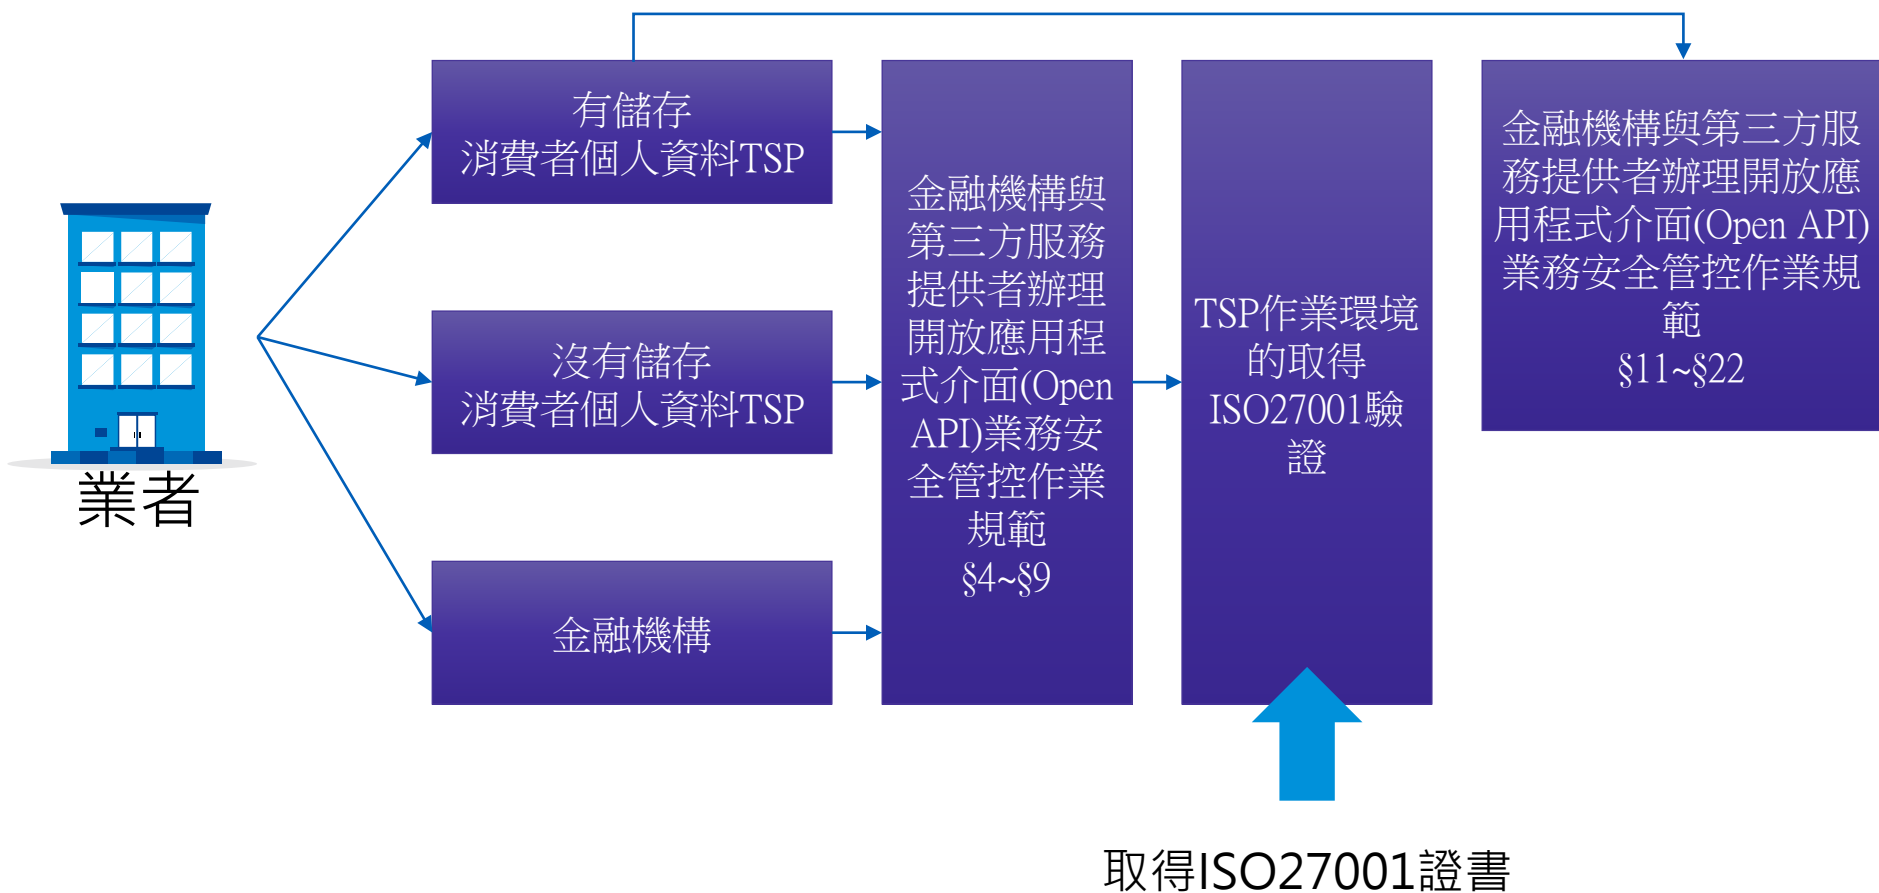 業者
有儲存
消費者個人資料TSP
沒有儲存
消費者個人資料TSP
金融機構
金融機構與
第三方服務
提供者辦理
開放應用程
式介面(Open
API)業務安
全管控作業
規範
§4~§9
TSP作業環境
的取得
ISO27001驗
證
金融機構與第三方服
務提供者辦理開放應
用程式介面(Open API)
業務安全管控作業規
範
§11~§22
取得ISO27001證書